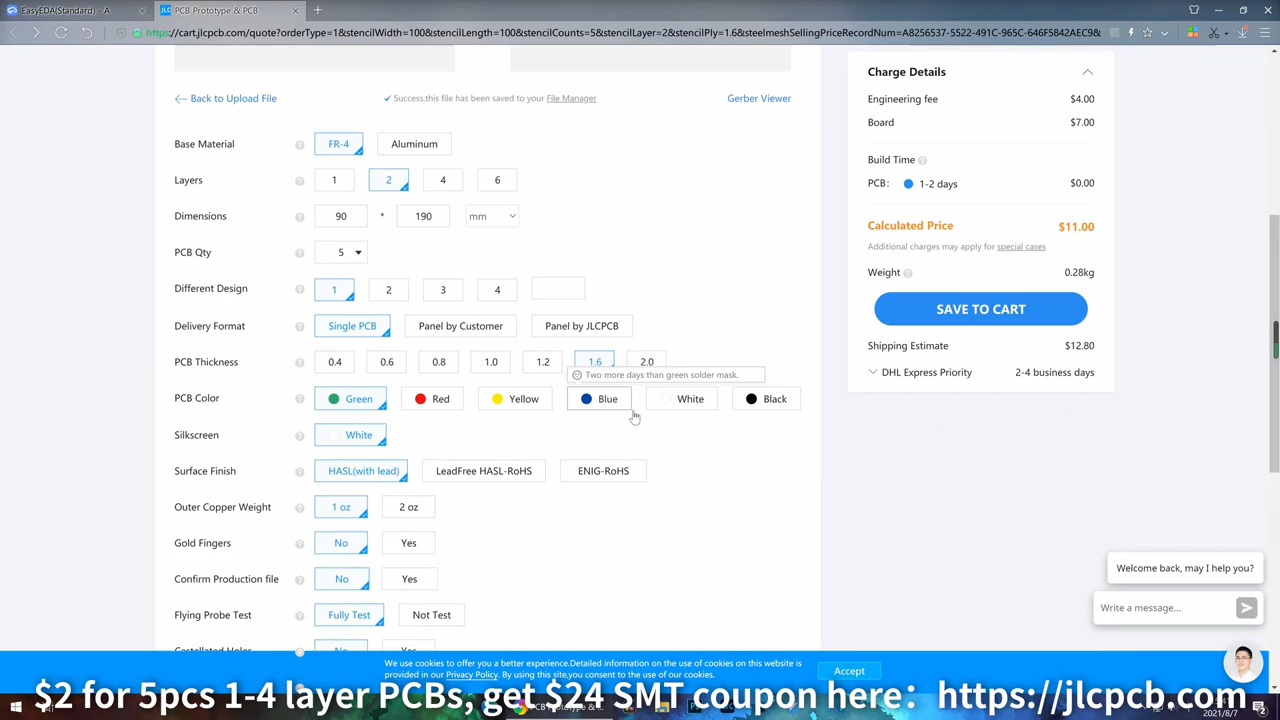 EasyEDA(Standard) - A
JLC PCB Prototype & PCB
https://cart.jlcpcb.com/quote?orderType=1&stencilWidth=100&stencilLength=100&stencilCounts=5&stencilLayer=2&stencilPly=1.6&steelmeshSellingPriceRecordNum=A8256537-5522-491C-965C-646F5842AEC9&
Back to Upload File
Success,this file has been saved to your File Manager
Gerber Viewer
Base Material FR-4 Aluminum
Layers 1 2 4 6
Dimensions 90 * 190 mm
PCB Qty 5
Different Design 1 2 3 4
Delivery Format Single PCB Panel by Customer Panel by JLCPCB
PCB Thickness 0.4 0.6 0.8 1.0 1.2 1.6 2.0
Two more days than green solder mask.
PCB Color Green Red Yellow Blue White Black
Silkscreen White
Surface Finish HASL(with lead) LeadFree HASL-RoHS ENIG-RoHS
Outer Copper Weight 1 oz 2 oz
Gold Fingers No Yes
Confirm Production file No Yes
Flying Probe Test Fully Test Not Test
Castellated Holes No Yes
Charge Details
Engineering fee $4.00
Board $7.00
Build Time
PCB: 1-2 days $0.00
Calculated Price $11.00
Additional charges may apply for special cases
Weight 0.28kg
SAVE TO CART
Shipping Estimate $12.80
DHL Express Priority 2-4 business days
Welcome back, may I help you?
Write a message...
We use cookies to offer you a better experience.Detailed information on the use of cookies on this website is
provided in our Privacy Policy. By using this site,you consent to the use of our cookies.
Accept
$2 for 5pcs 1-4 layer PCBs, get $24 SMT coupon here: https://jlcpcb.com
2021/8/7